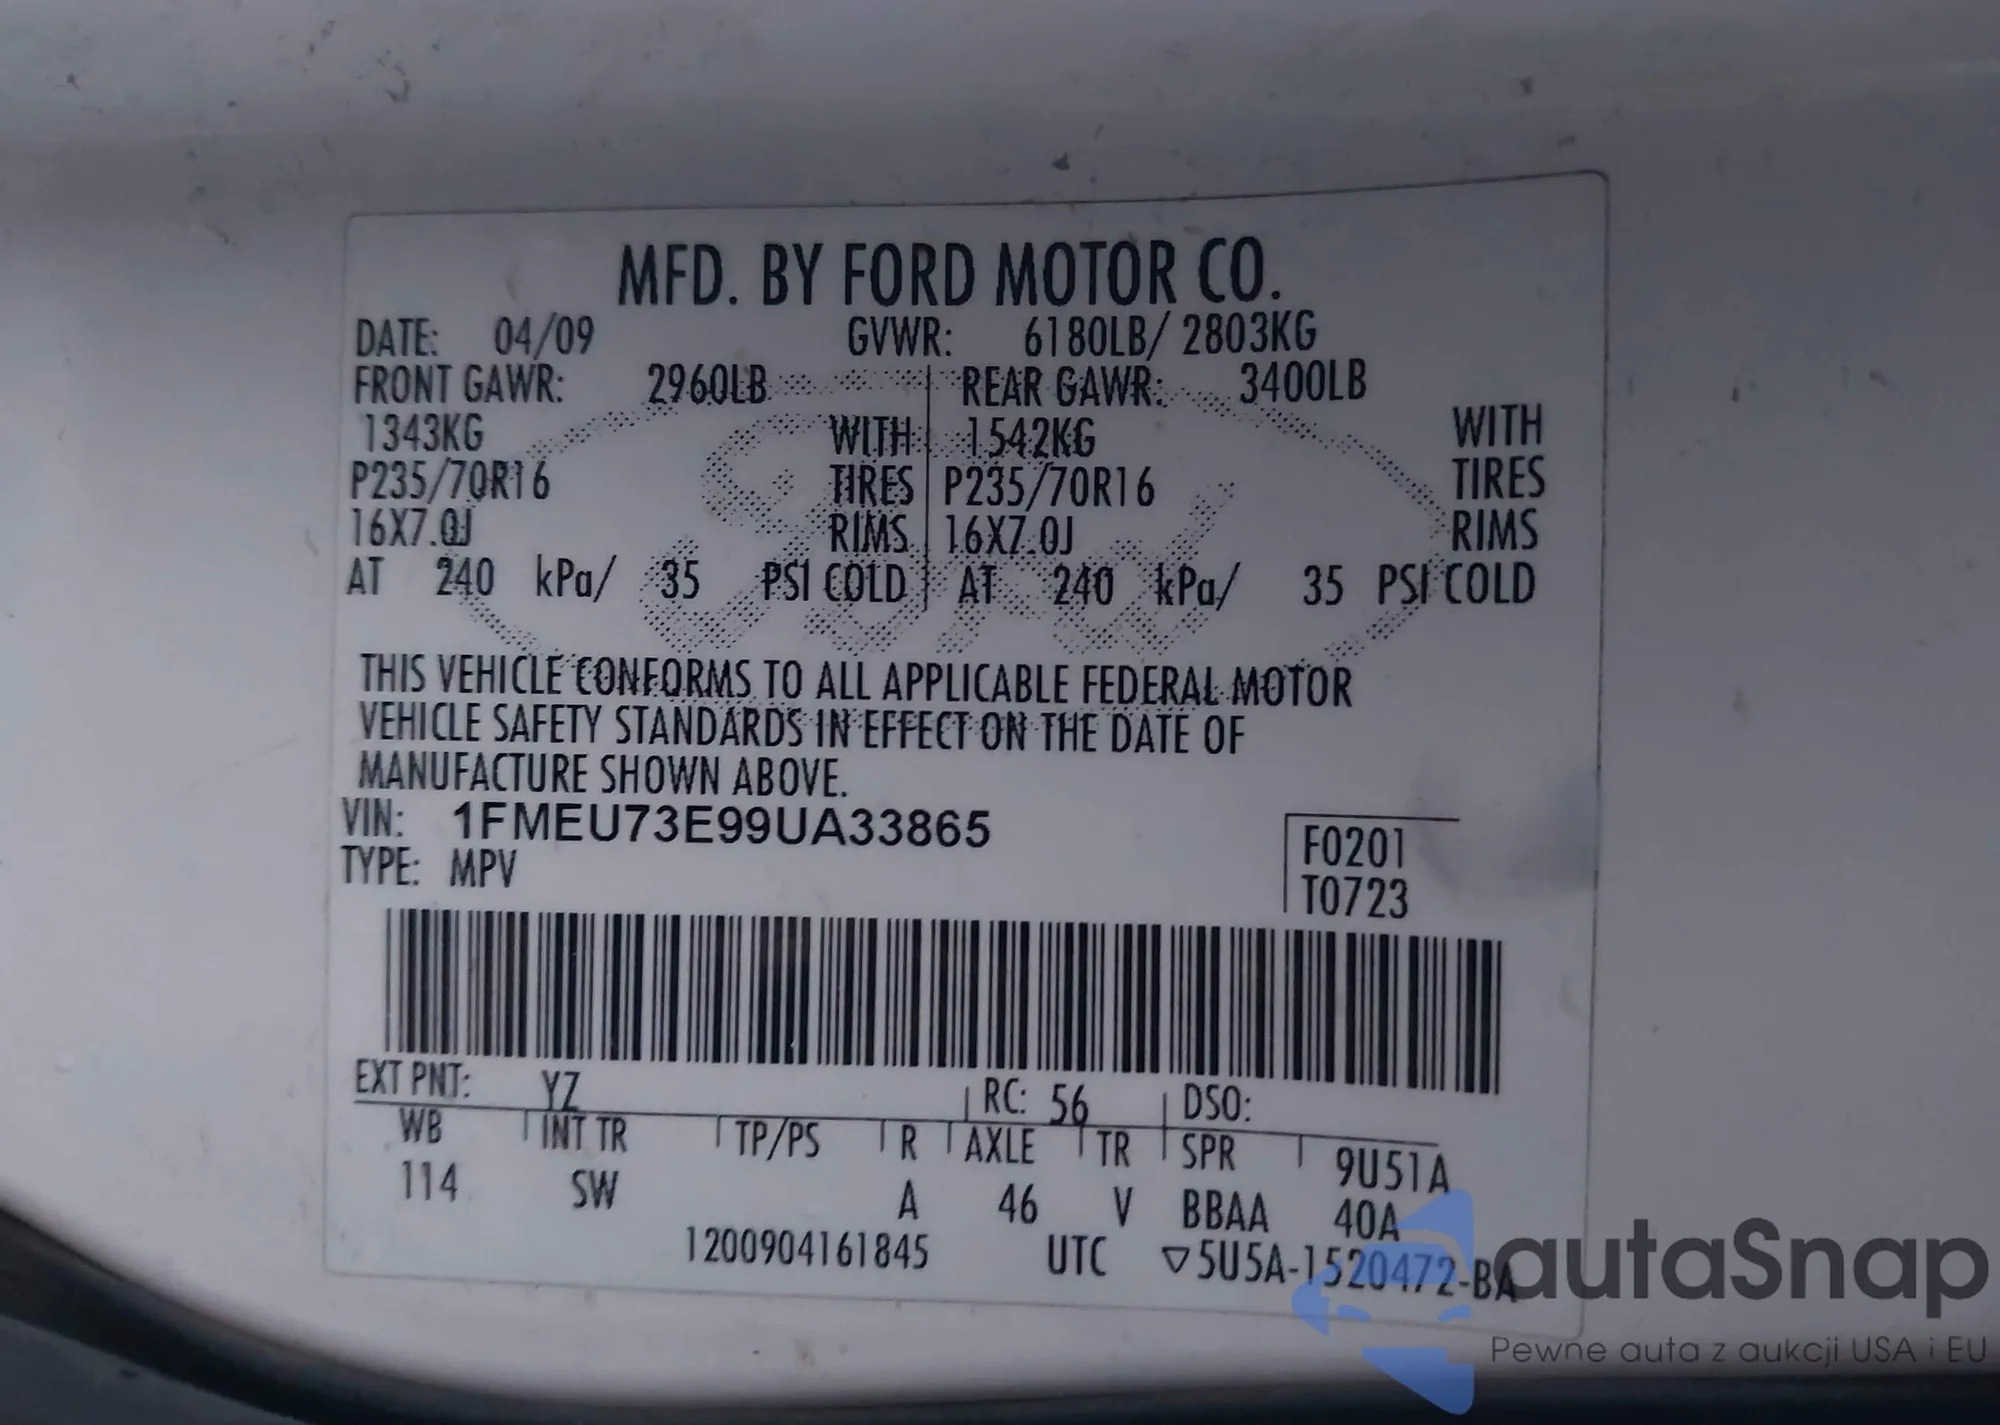 MFD. BY FORD MOTOR CO.
DATE: 04/09 GVWR: 6180LB/ 2803KG
FRONT GAWR: 2960LB REAR GAWR: 3400LB
1343KG WITH 1542KG WITH
P235/70R16 TIRES P235/70R16 TIRES
16X7.0J RIMS 16X7.0J RIMS
AT 240 kPa/ 35 PSI COLD AT 240 kPa/ 35 PSI COLD
THIS VEHICLE CONFORMS TO ALL APPLICABLE FEDERAL MOTOR
VEHICLE SAFETY STANDARDS IN EFFECT ON THE DATE OF
MANUFACTURE SHOWN ABOVE.
VIN: 1FMEU73E99UA33865
TYPE: MPV
F0201
T0723
EXT PNT: YZ RC: 56 DSO:
WB INT TR TP/PS R AXLE TR SPR 9U51A
114 SW A 46 V BBAA 40A
1200904161845 UTC ▽5U5A-1520472-BA
autaSnap
Pewne auta z aukcji USA i EU